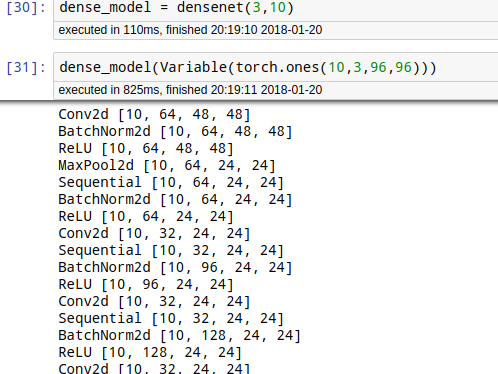 [30]: dense_model = densenet(3,10)
executed in 110ms, finished 20:19:10 2018-01-20
[31]: dense_model(Variable(torch.ones(10,3,96,96)))
executed in 825ms, finished 20:19:11 2018-01-20
Conv2d [10, 64, 48, 48]
BatchNorm2d [10, 64, 48, 48]
ReLU [10, 64, 48, 48]
MaxPool2d [10, 64, 24, 24]
Sequential [10, 64, 24, 24]
BatchNorm2d [10, 64, 24, 24]
ReLU [10, 64, 24, 24]
Conv2d [10, 32, 24, 24]
Sequential [10, 32, 24, 24]
BatchNorm2d [10, 96, 24, 24]
ReLU [10, 96, 24, 24]
Conv2d [10, 32, 24, 24]
Sequential [10, 32, 24, 24]
BatchNorm2d [10, 128, 24, 24]
ReLU [10, 128, 24, 24]
Conv2d [10, 32, 24, 24]